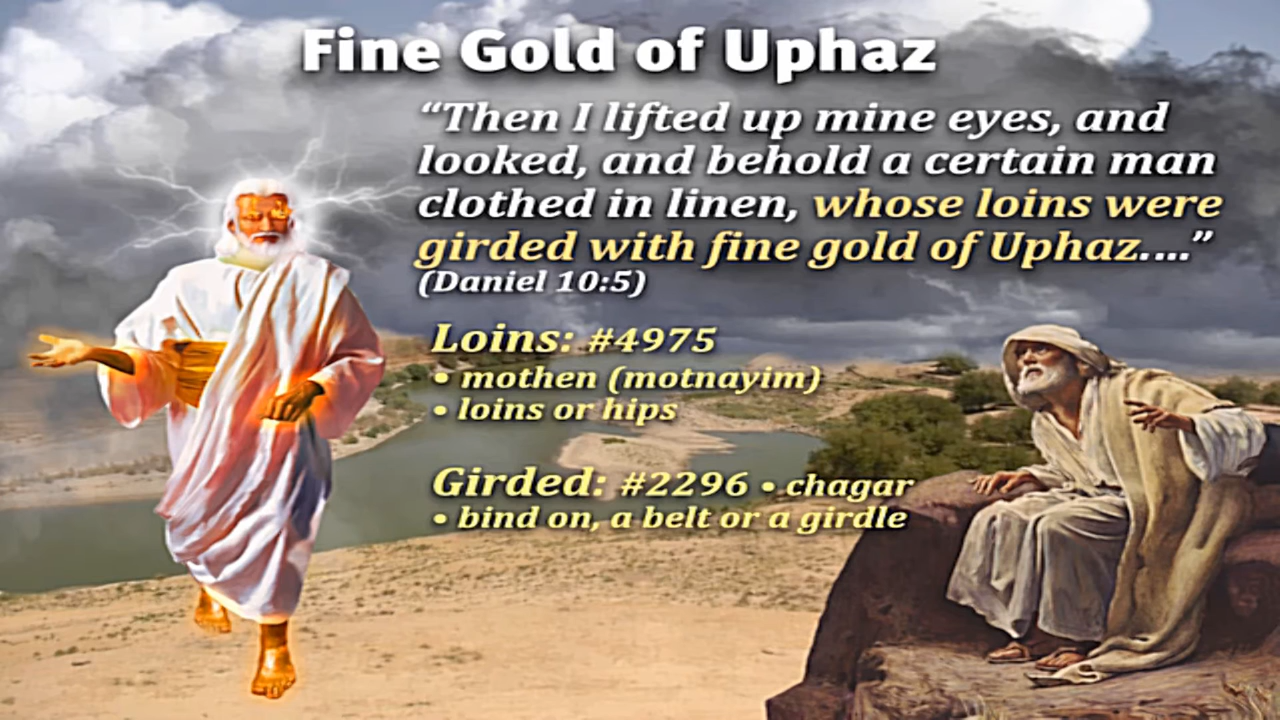 Fine Gold of Uphaz
“Then I lifted up mine eyes, and
looked, and behold a certain man
clothed in linen, whose loins were
girded with fine gold of Uphaz.…”
(Daniel 10:5)
Loins: #4975
• mothen (motnayim)
• loins or hips
Girded: #2296 • chagar
• bind on, a belt or a girdle